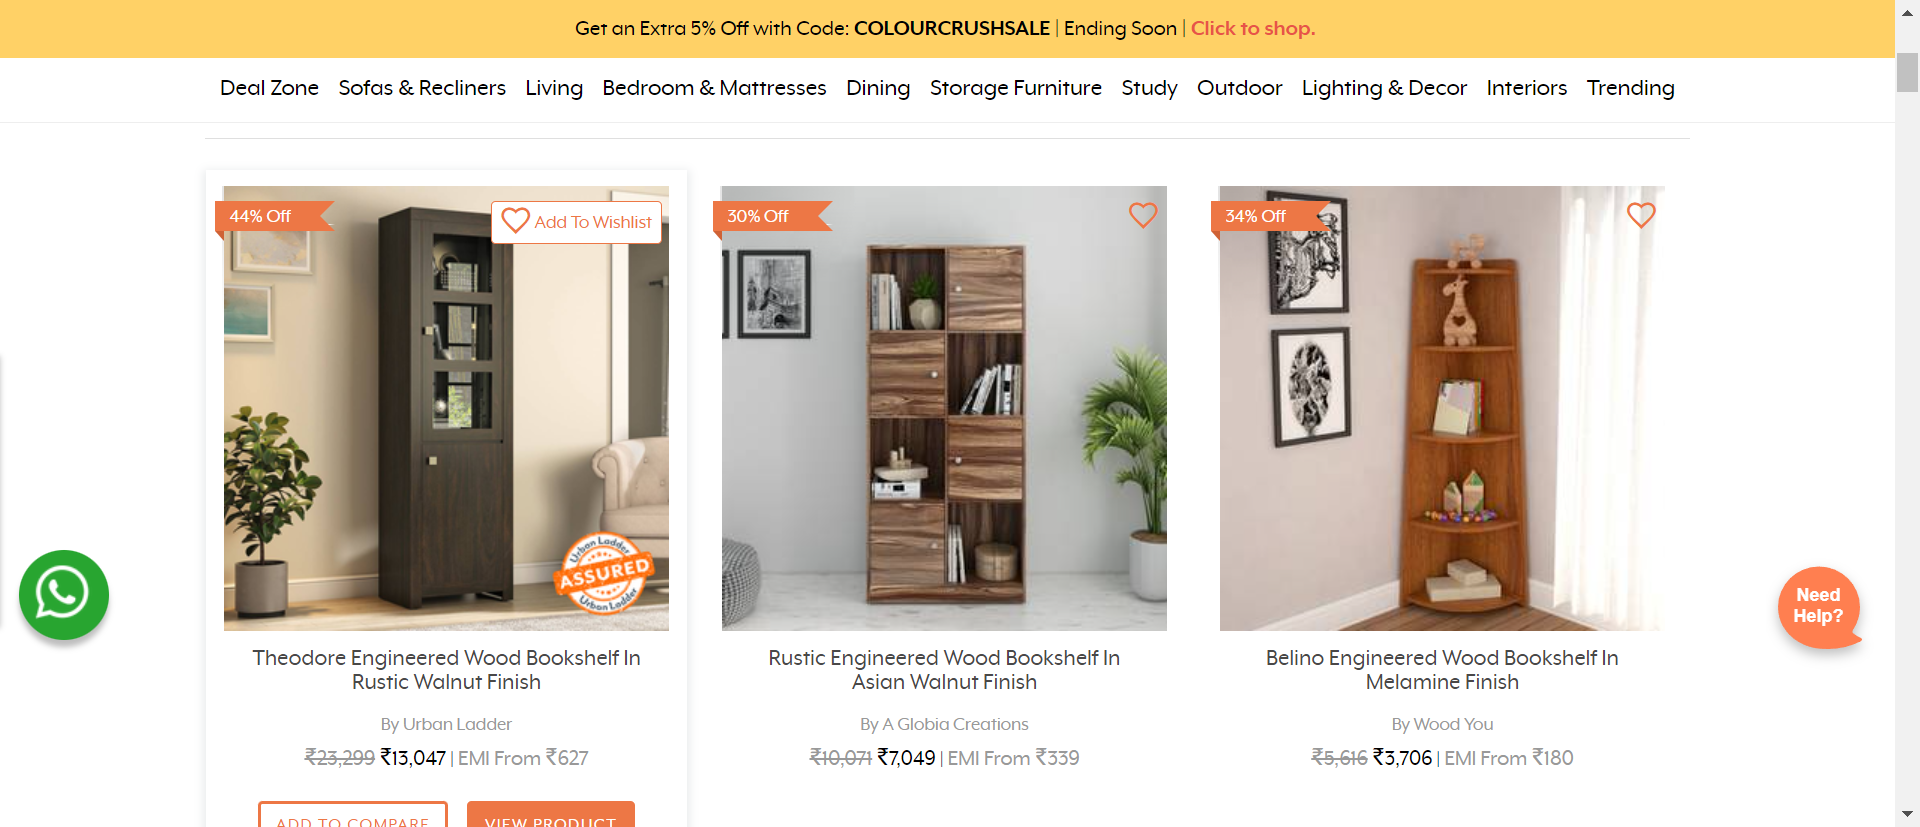 Get an Extra 5% Off with Code: COLOURCRUSHSALE | Ending Soon | Click to shop.
Deal Zone Sofas & Recliners Living Bedroom & Mattresses Dining Storage Furniture Study Outdoor Lighting & Decor Interiors Trending
44% Off
Add To Wishlist
30% Off
34% Off
Urban Ladder
ASSURED
Urban Ladder
Need
Help?
Theodore Engineered Wood Bookshelf In
Rustic Walnut Finish
By Urban Ladder
₹23,299 ₹13,047 | EMI From ₹627
ADD TO COMPARE
VIEW PRODUCT
Rustic Engineered Wood Bookshelf In
Asian Walnut Finish
By A Globia Creations
₹10,071 ₹7,049 | EMI From ₹339
Belino Engineered Wood Bookshelf In
Melamine Finish
By Wood You
₹5,616 ₹3,706 | EMI From ₹180